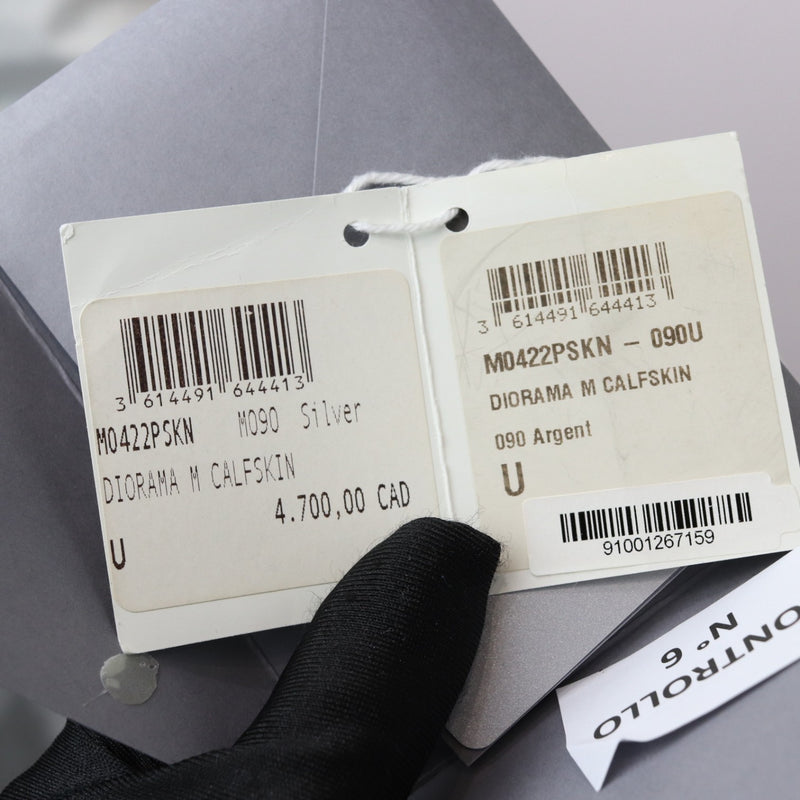 3 614491 644413
M0422PSKN M090 Silver
DIORAMA M CALFSKIN
4.700,00 CAD
U
3 614491 644413
M0422PSKN - 090U
DIORAMA M CALFSKIN
090 Argent
U
91001267159
CONTROLLO
N° 6